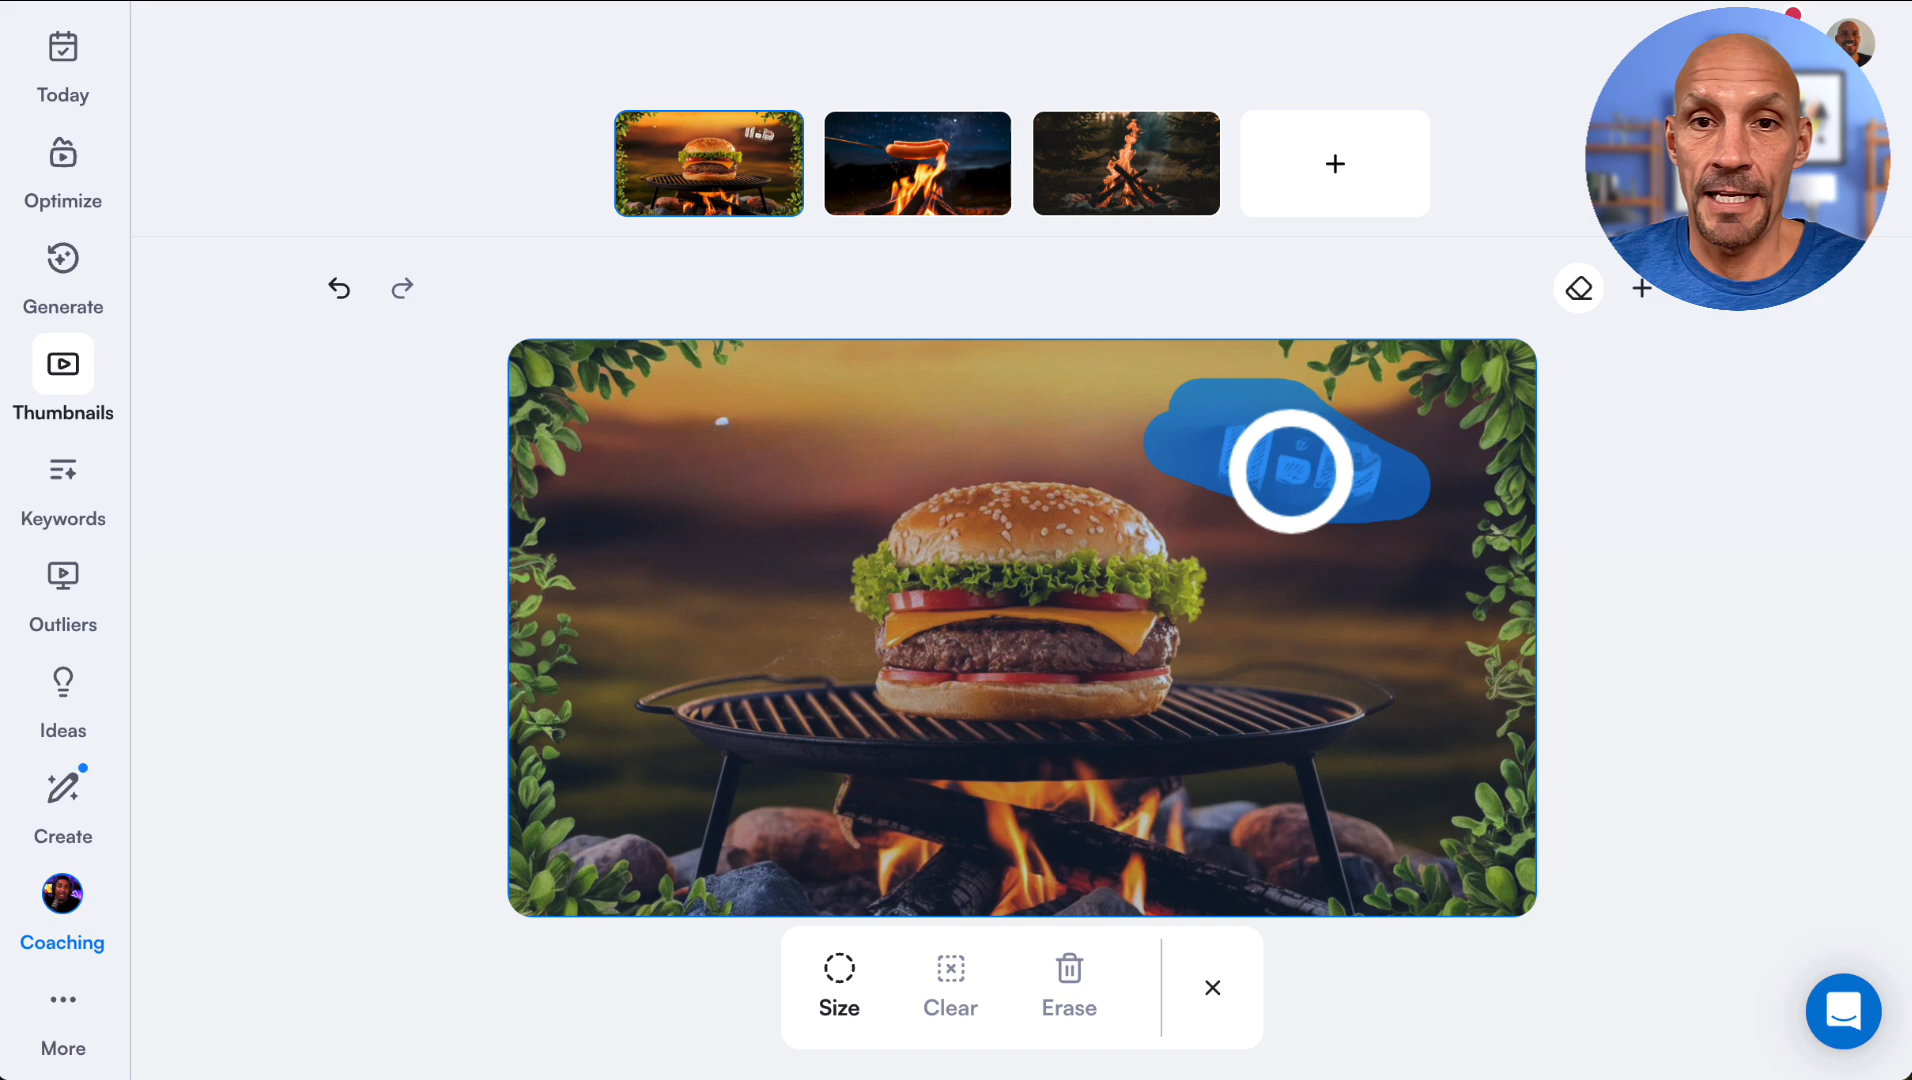 Today
Optimize
Generate
Thumbnails
Keywords
Outliers
Ideas
Create
Coaching
More
Size
Clear
Erase